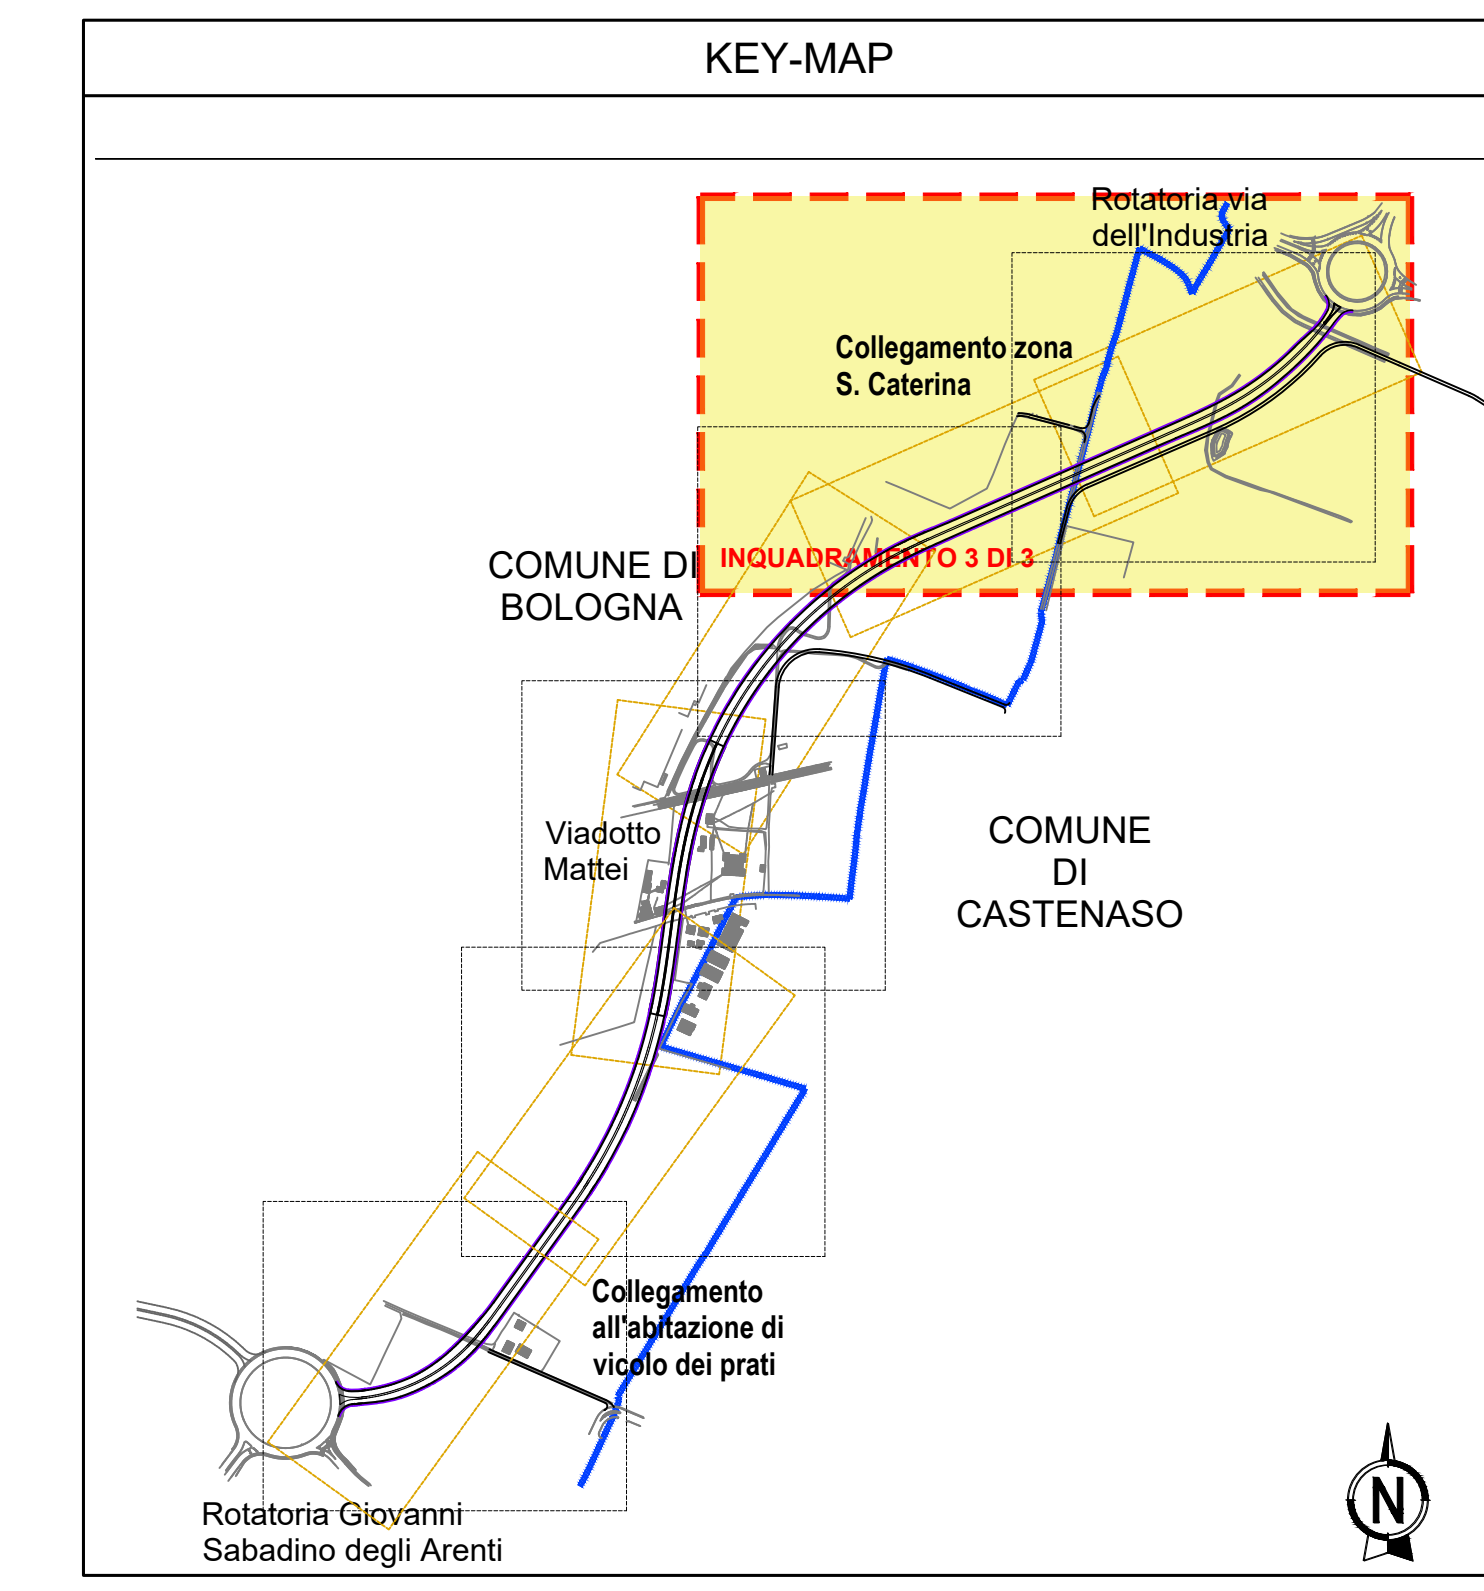 KEY-MAP
Rotatoria via
dell'Industria
Collegamento zona
S. Caterina
INQUADRAMENTO 3 DI 3
COMUNE DI
BOLOGNA
Viadotto
Mattei
COMUNE
DI
CASTENASO
Collegamento
all'abitazione di
vicolo dei prati
Rotatoria Giovanni
Sabadino degli Arenti
N